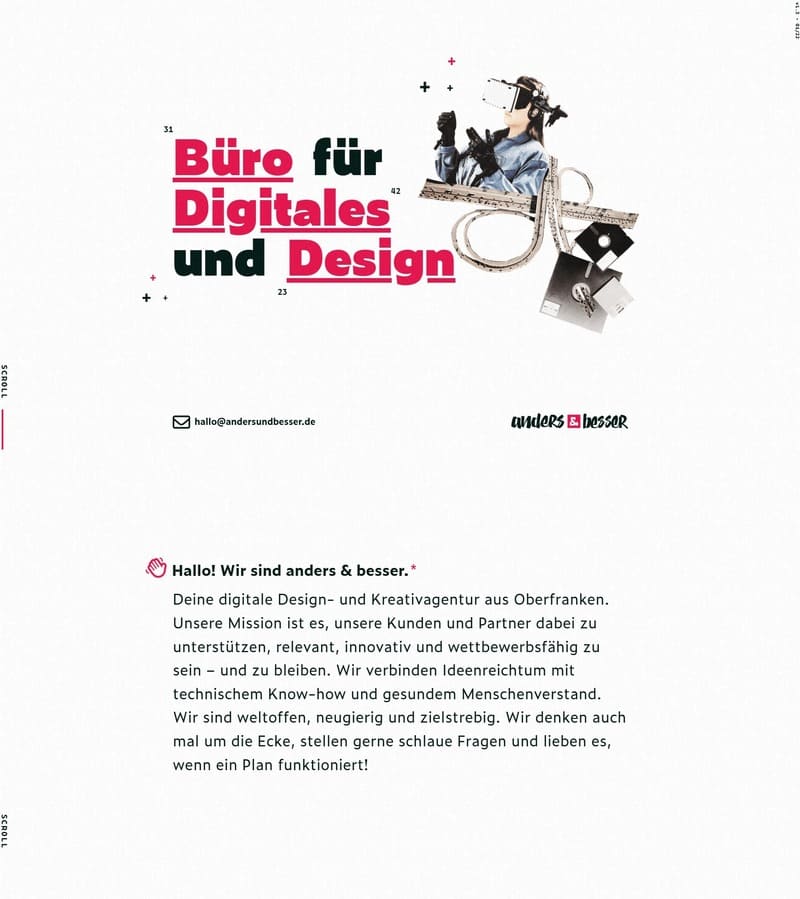 v1.3 - 01/22
31
Büro für
Digitales
42
und Design
23
SCROLL
hallo@andersundbesser.de
anders & besser
Hallo! Wir sind anders & besser.*
Deine digitale Design- und Kreativagentur aus Oberfranken.
Unsere Mission ist es, unsere Kunden und Partner dabei zu
unterstützen, relevant, innovativ und wettbewerbsfähig zu
sein – und zu bleiben. Wir verbinden Ideenreichtum mit
technischem Know-how und gesundem Menschenverstand.
Wir sind weltoffen, neugierig und zielstrebig. Wir denken auch
mal um die Ecke, stellen gerne schlaue Fragen und lieben es,
wenn ein Plan funktioniert!
SCROLL